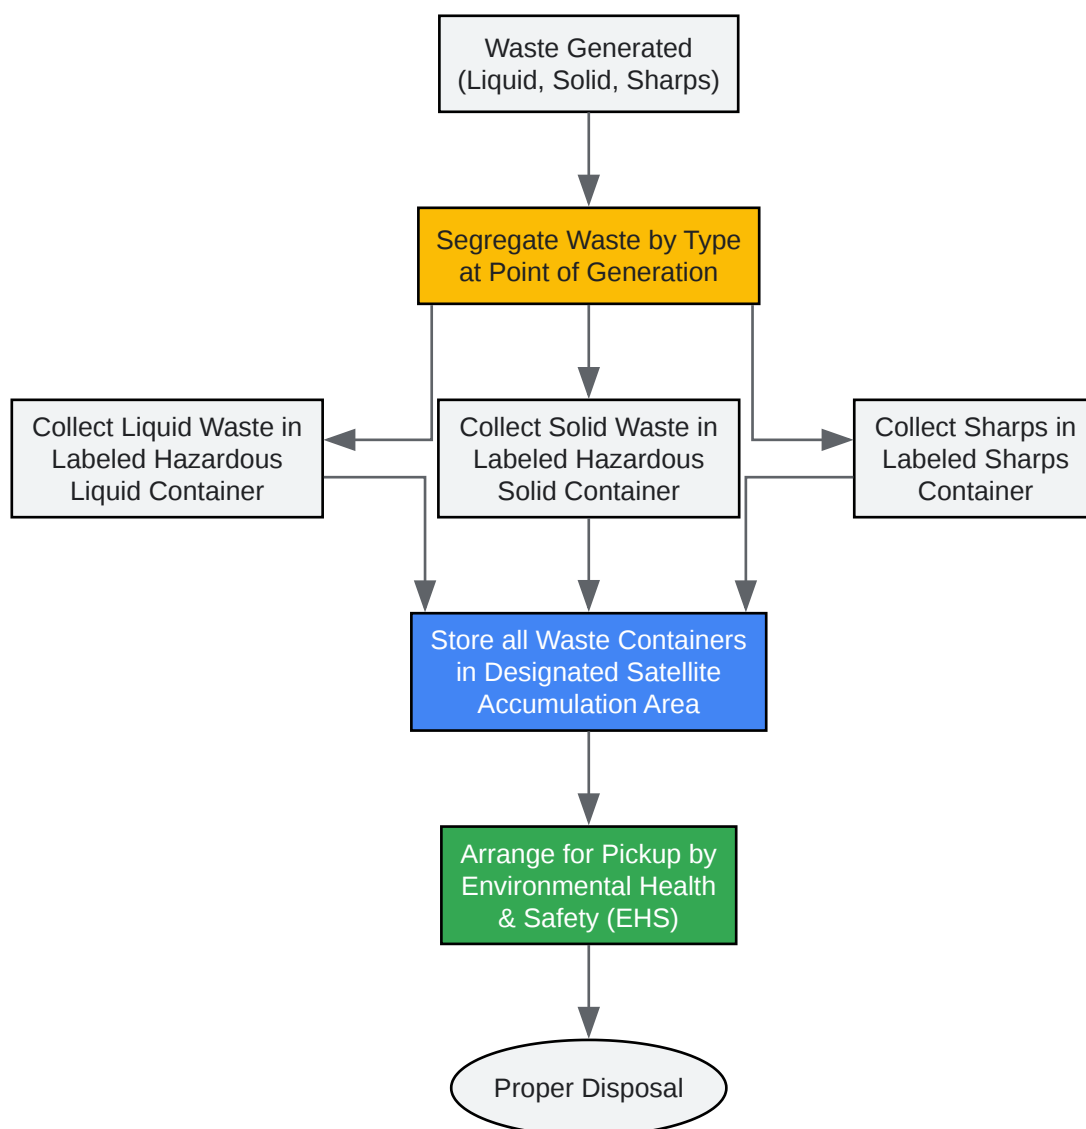 Waste Generated
(Liquid, Solid, Sharps)
Segregate Waste by Type
at Point of Generation
Collect Liquid Waste in
Labeled Hazardous
Liquid Container
Collect Solid Waste in
Labeled Hazardous
Solid Container
Collect Sharps in
Labeled Sharps
Container
Store all Waste Containers
in Designated Satellite
Accumulation Area
Arrange for Pickup by
Environmental Health
& Safety (EHS)
Proper Disposal